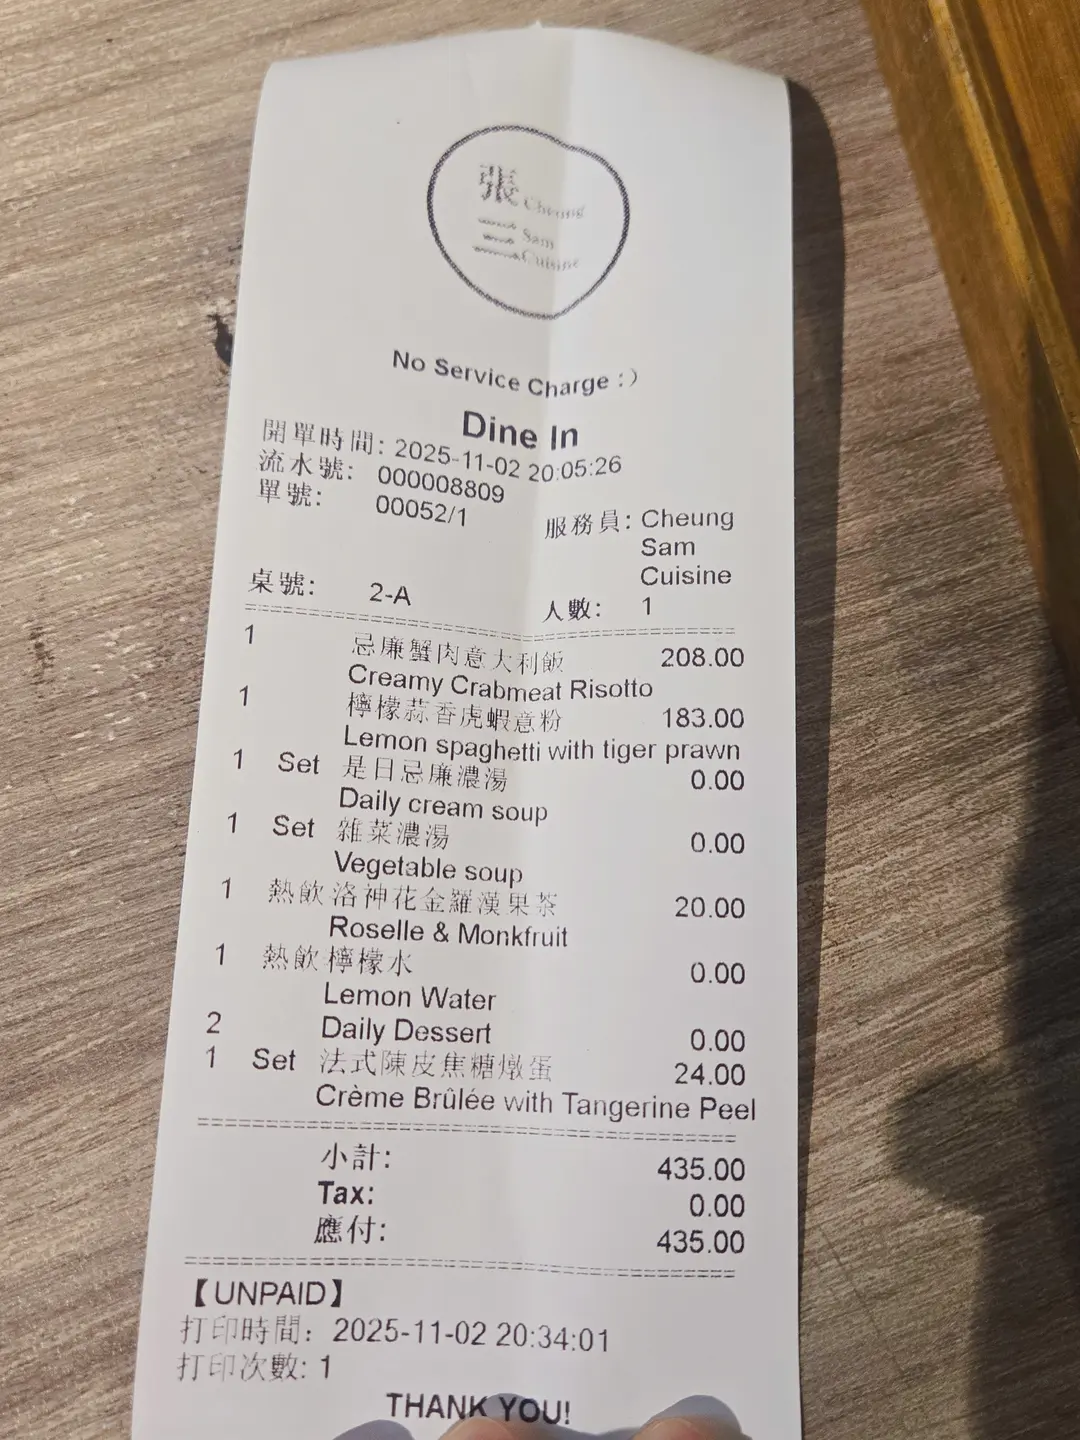 張 Cheung
三 Sam
Cuisine
No Service Charge :)
Dine In
開單時間: 2025-11-02 20:05:26
流水號: 000008809
單號: 00052/1
服務員: Cheung
Sam
Cuisine
桌號: 2-A
人數: 1
1 忌廉蟹肉意大利飯 208.00
Creamy Crabmeat Risotto
1 檸檬蒜香虎蝦意粉 183.00
Lemon spaghetti with tiger prawn
1 Set 是日忌廉濃湯 0.00
Daily cream soup
1 Set 雜菜濃湯 0.00
Vegetable soup
1 熱飲 洛神花金羅漢果茶 20.00
Roselle & Monkfruit
1 熱飲 檸檬水 0.00
Lemon Water
2 Daily Dessert 0.00
1 Set 法式陳皮焦糖燉蛋 24.00
Crème Brûlée with Tangerine Peel
小計: 435.00
Tax: 0.00
應付: 435.00
【UNPAID】
打印時間: 2025-11-02 20:34:01
打印次數: 1
THANK YOU!